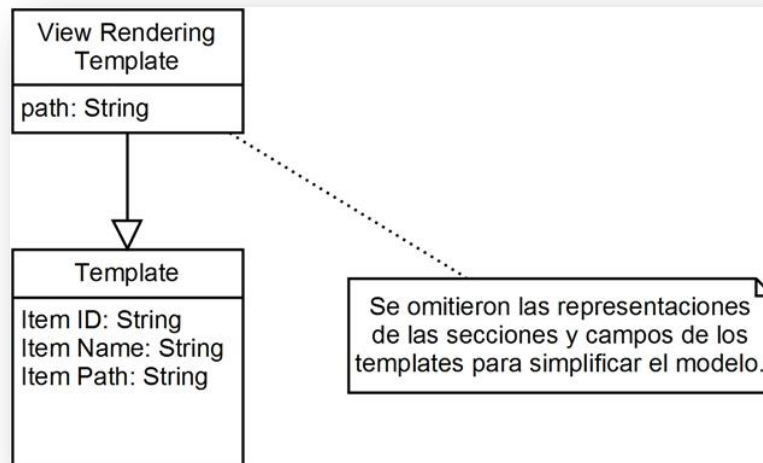 View Rendering
Template
path: String
Template
Item ID: String
Item Name: String
Item Path: String
Se omitieron las representaciones
de las secciones y campos de los
templates para simplificar el modelo.